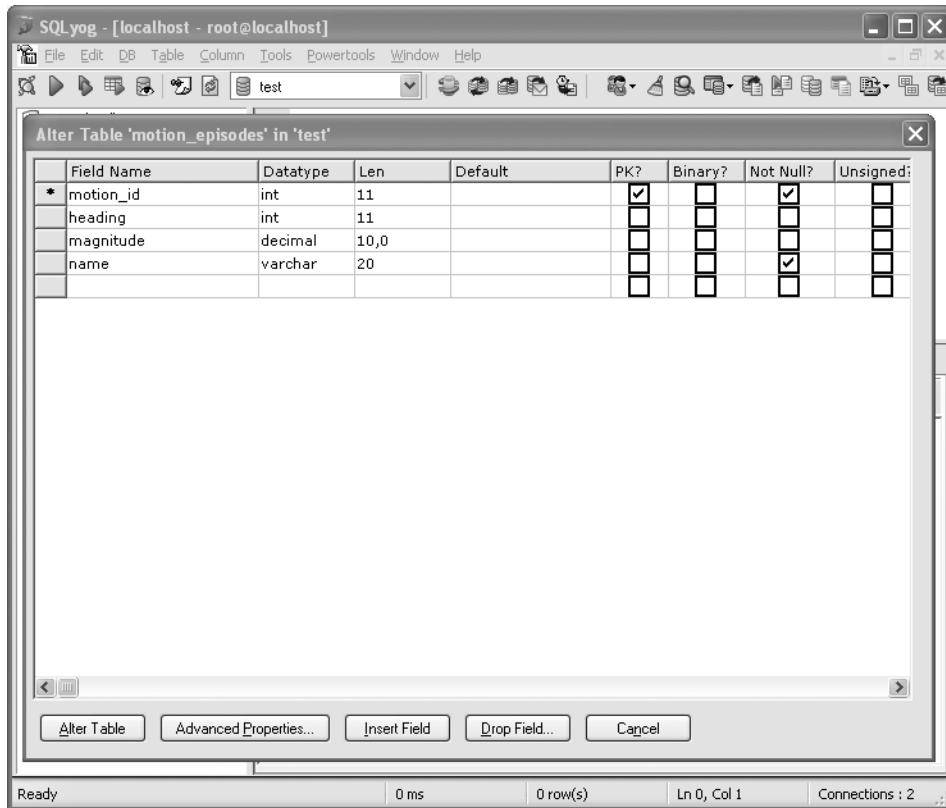 SQLyog - [localhost - root@localhost]
File Edit DB Table Column Tools Powertools Window Help
test
Alter Table 'motion_episodes' in 'test'
Field Name Datatype Len Default PK? Binary? Not Null? Unsigned?
* motion_id int 11
heading int 11
magnitude decimal 10,0
name varchar 20
Alter Table Advanced Properties... Insert Field Drop Field... Cancel
Ready 0 ms 0 row(s) Ln 0, Col 1 Connections : 2